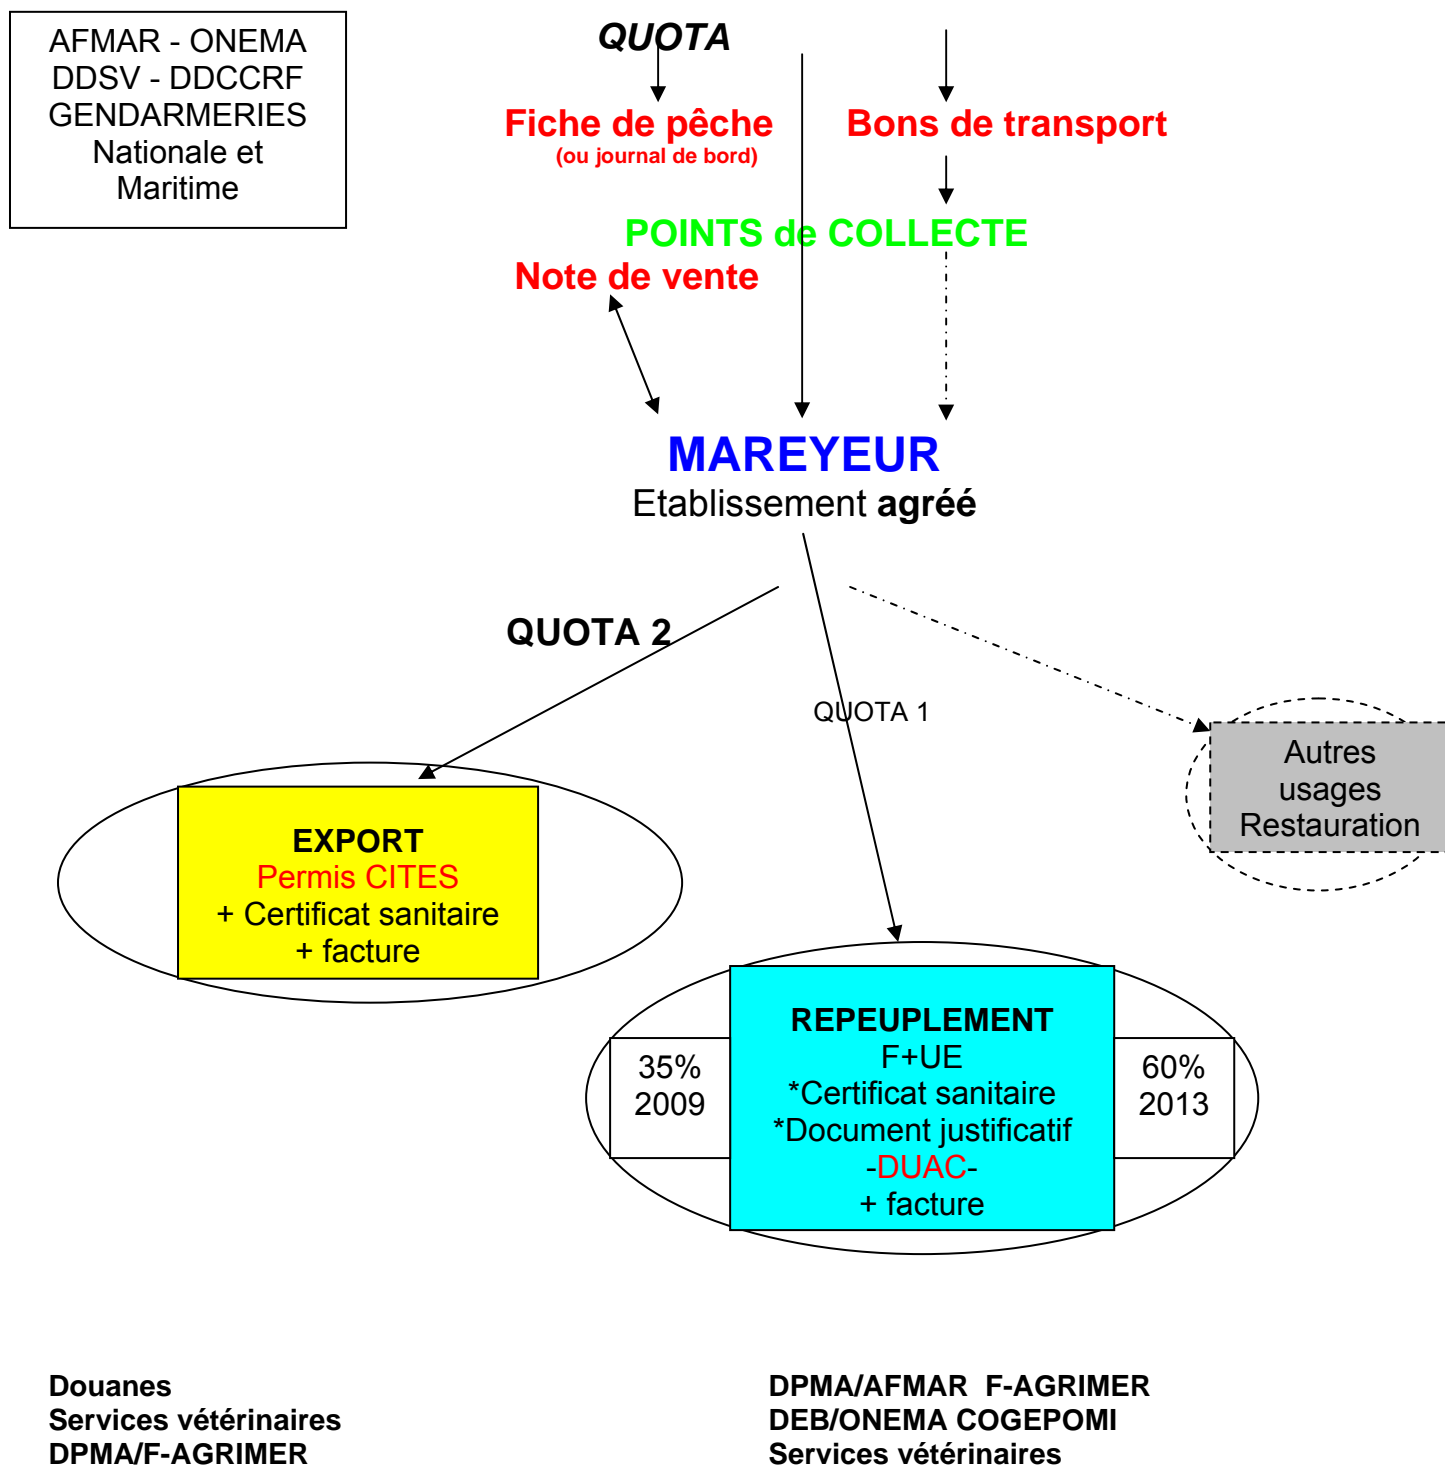 AFMAR - ONEMA
DDSV - DDCCRF
GENDARMERIES
Nationale et
Maritime
QUOTA
Fiche de pêche
(ou journal de bord)
Bons de transport
POINTS de COLLECTE
Note de vente
MAREYEUR
Etablissement agréé
QUOTA 2
QUOTA 1
Autres
usages
Restauration
EXPORT
Permis CITES
+ Certificat sanitaire
+ facture
35%
2009
REPEUPLEMENT
F+UE
*Certificat sanitaire
*Document justificatif
-DUAC-
+ facture
60%
2013
Douanes
Services vétérinaires
DPMA/F-AGRIMER
DPMA/AFMAR F-AGRIMER
DEB/ONEMA COGEPOMI
Services vétérinaires